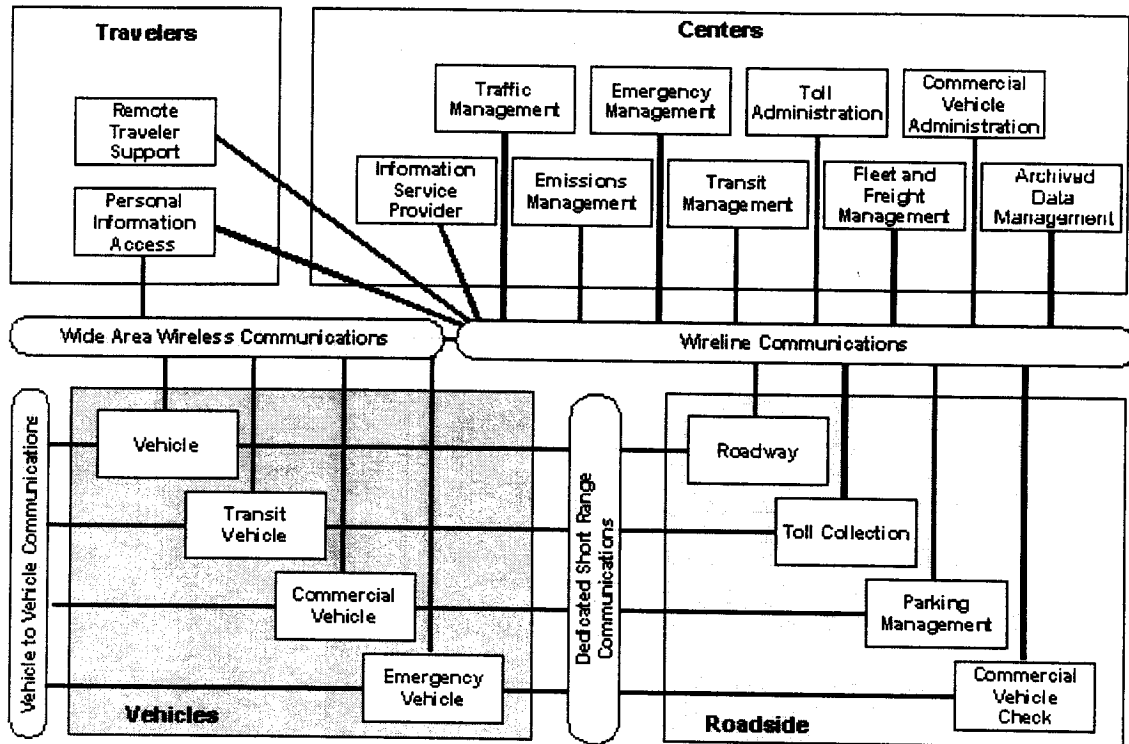 Travelers
Remote
Traveler
Support
Personal
Information
Access
Centers
Traffic
Management
Emergency
Management
Toll
Administration
Commercial
Vehicle
Administration
Information
Service
Provider
Emissions
Management
Transit
Management
Fleet and
Freight
Management
Archived
Data
Management
Wide Area Wireless Communications
Wireline Communications
Vehicle to Vehicle Communications
Vehicle
Transit
Vehicle
Commercial
Vehicle
Emergency
Vehicle
Vehicles
Dedicated Short Range
Communications
Roadway
Toll Collection
Parking
Management
Commercial
Vehicle
Check
Roadside